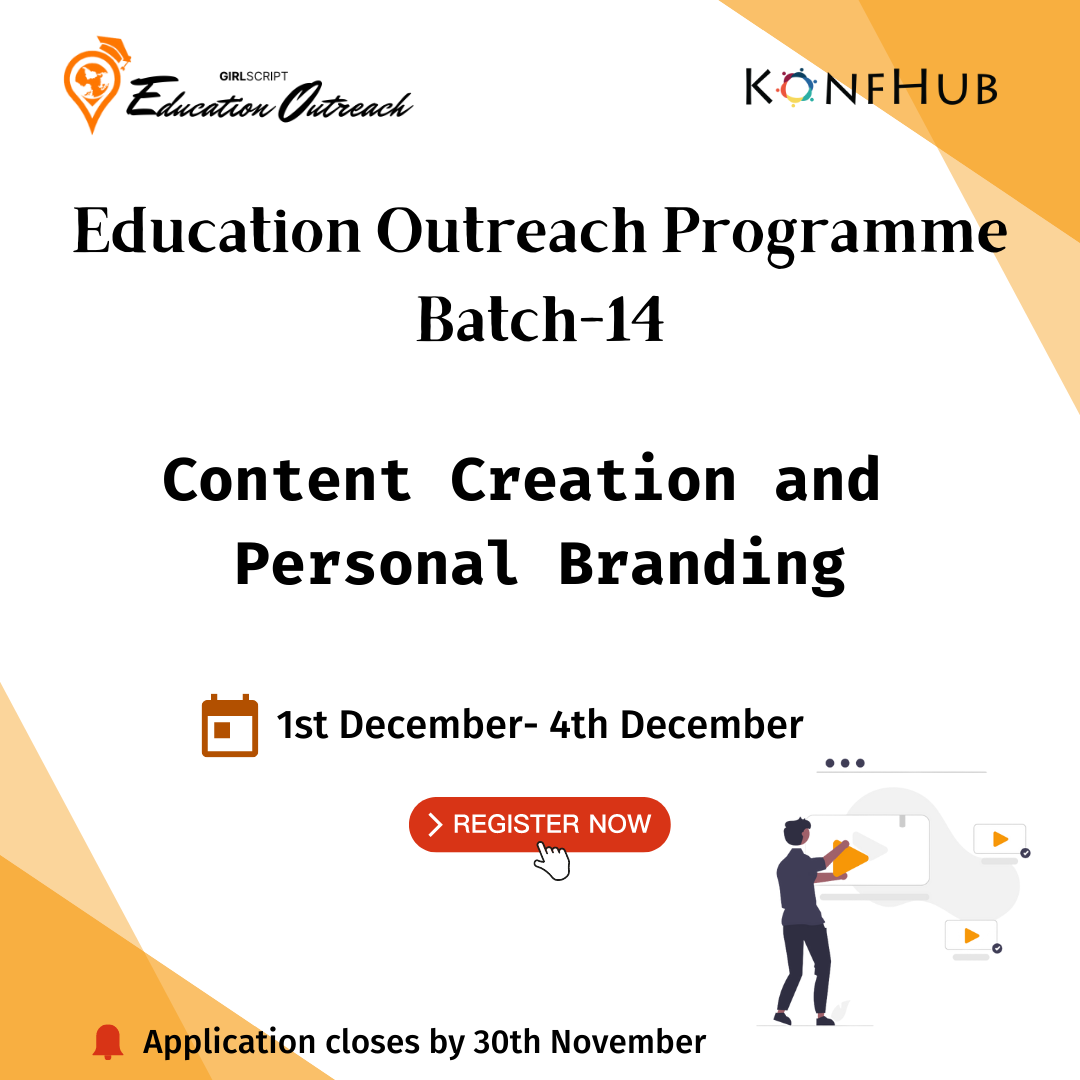 GIRLSCRIPT
Education Outreach
KONFHUB
Education Outreach Programme
Batch-14
Content Creation and
Personal Branding
1st December- 4th December
REGISTER NOW
Application closes by 30th November